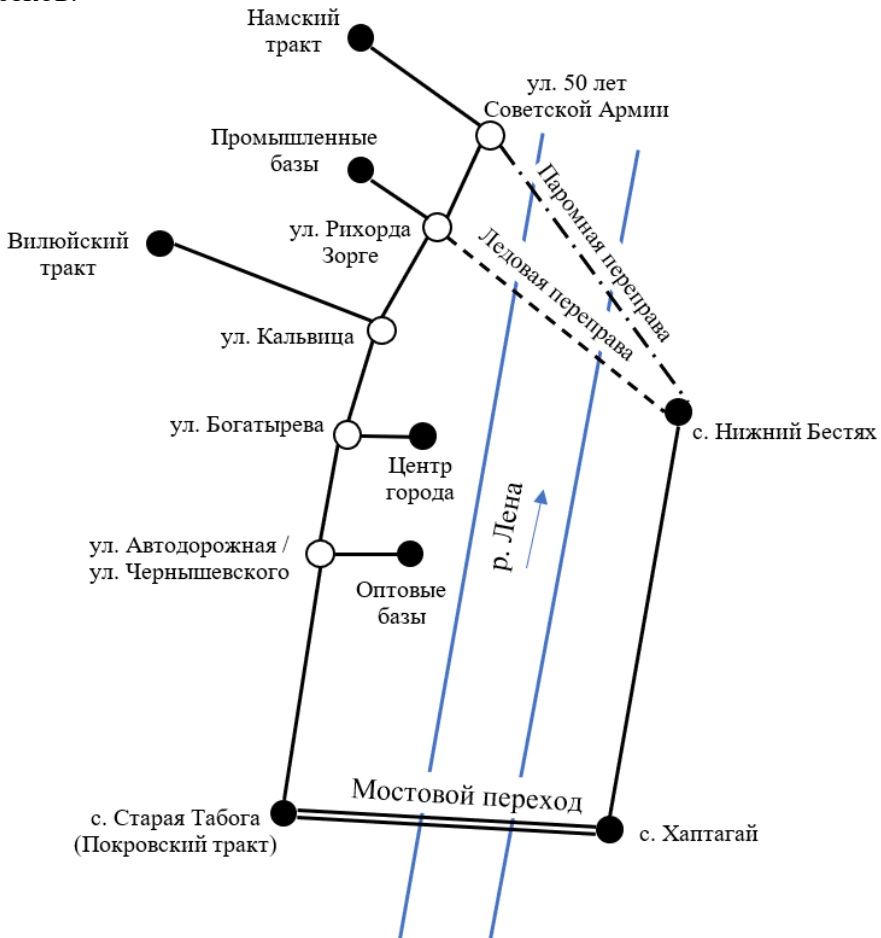 Намский
тракт
ул. 50 лет
Советской Армии
Промышленные
базы
Паромная переправа
ул. Рихорда
Зорге
Ледовая переправа
Вилюйский
тракт
ул. Кальвица
ул. Богатырева
с. Нижний Бестях
Центр
города
р. Лена
ул. Автодорожная /
ул. Чернышевского
Оптовые
базы
Мостовой переход
с. Старая Табога
(Покровский тракт)
с. Хаптагай